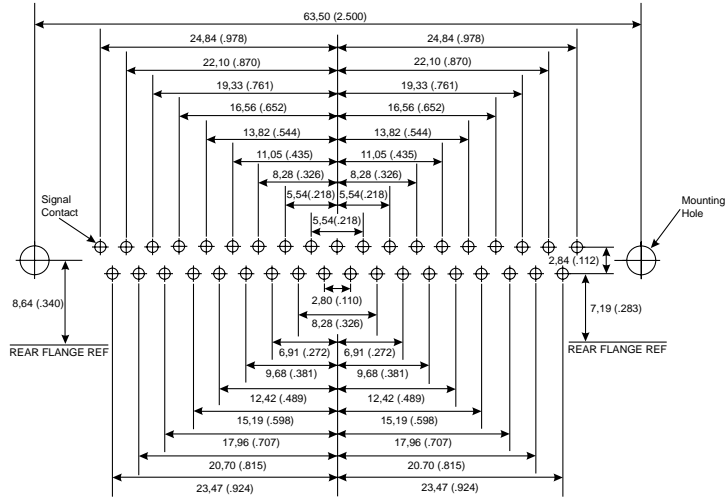 63,50 (2.500)
24,84 (.978) 24,84 (.978)
22,10 (.870) 22,10 (.870)
19,33 (.761) 19,33 (.761)
16,56 (.652) 16,56 (.652)
13,82 (.544) 13,82 (.544)
11,05 (.435) 11,05 (.435)
8,28 (.326) 8,28 (.326)
5,54(.218) 5,54(.218)
5,54(.218)
Signal
Contact
Mounting
Hole
2,84 (.112)
8,64 (.340)
2,80 (.110)
7,19 (.283)
8,28 (.326)
REAR FLANGE REF
REAR FLANGE REF
6,91 (.272) 6,91 (.272)
9,68 (.381) 9,68 (.381)
12,42 (.489) 12,42 (.489)
15,19 (.598) 15,19 (.598)
17,96 (.707) 17,96 (.707)
20,70 (.815) 20,70 (.815)
23,47 (.924) 23,47 (.924)